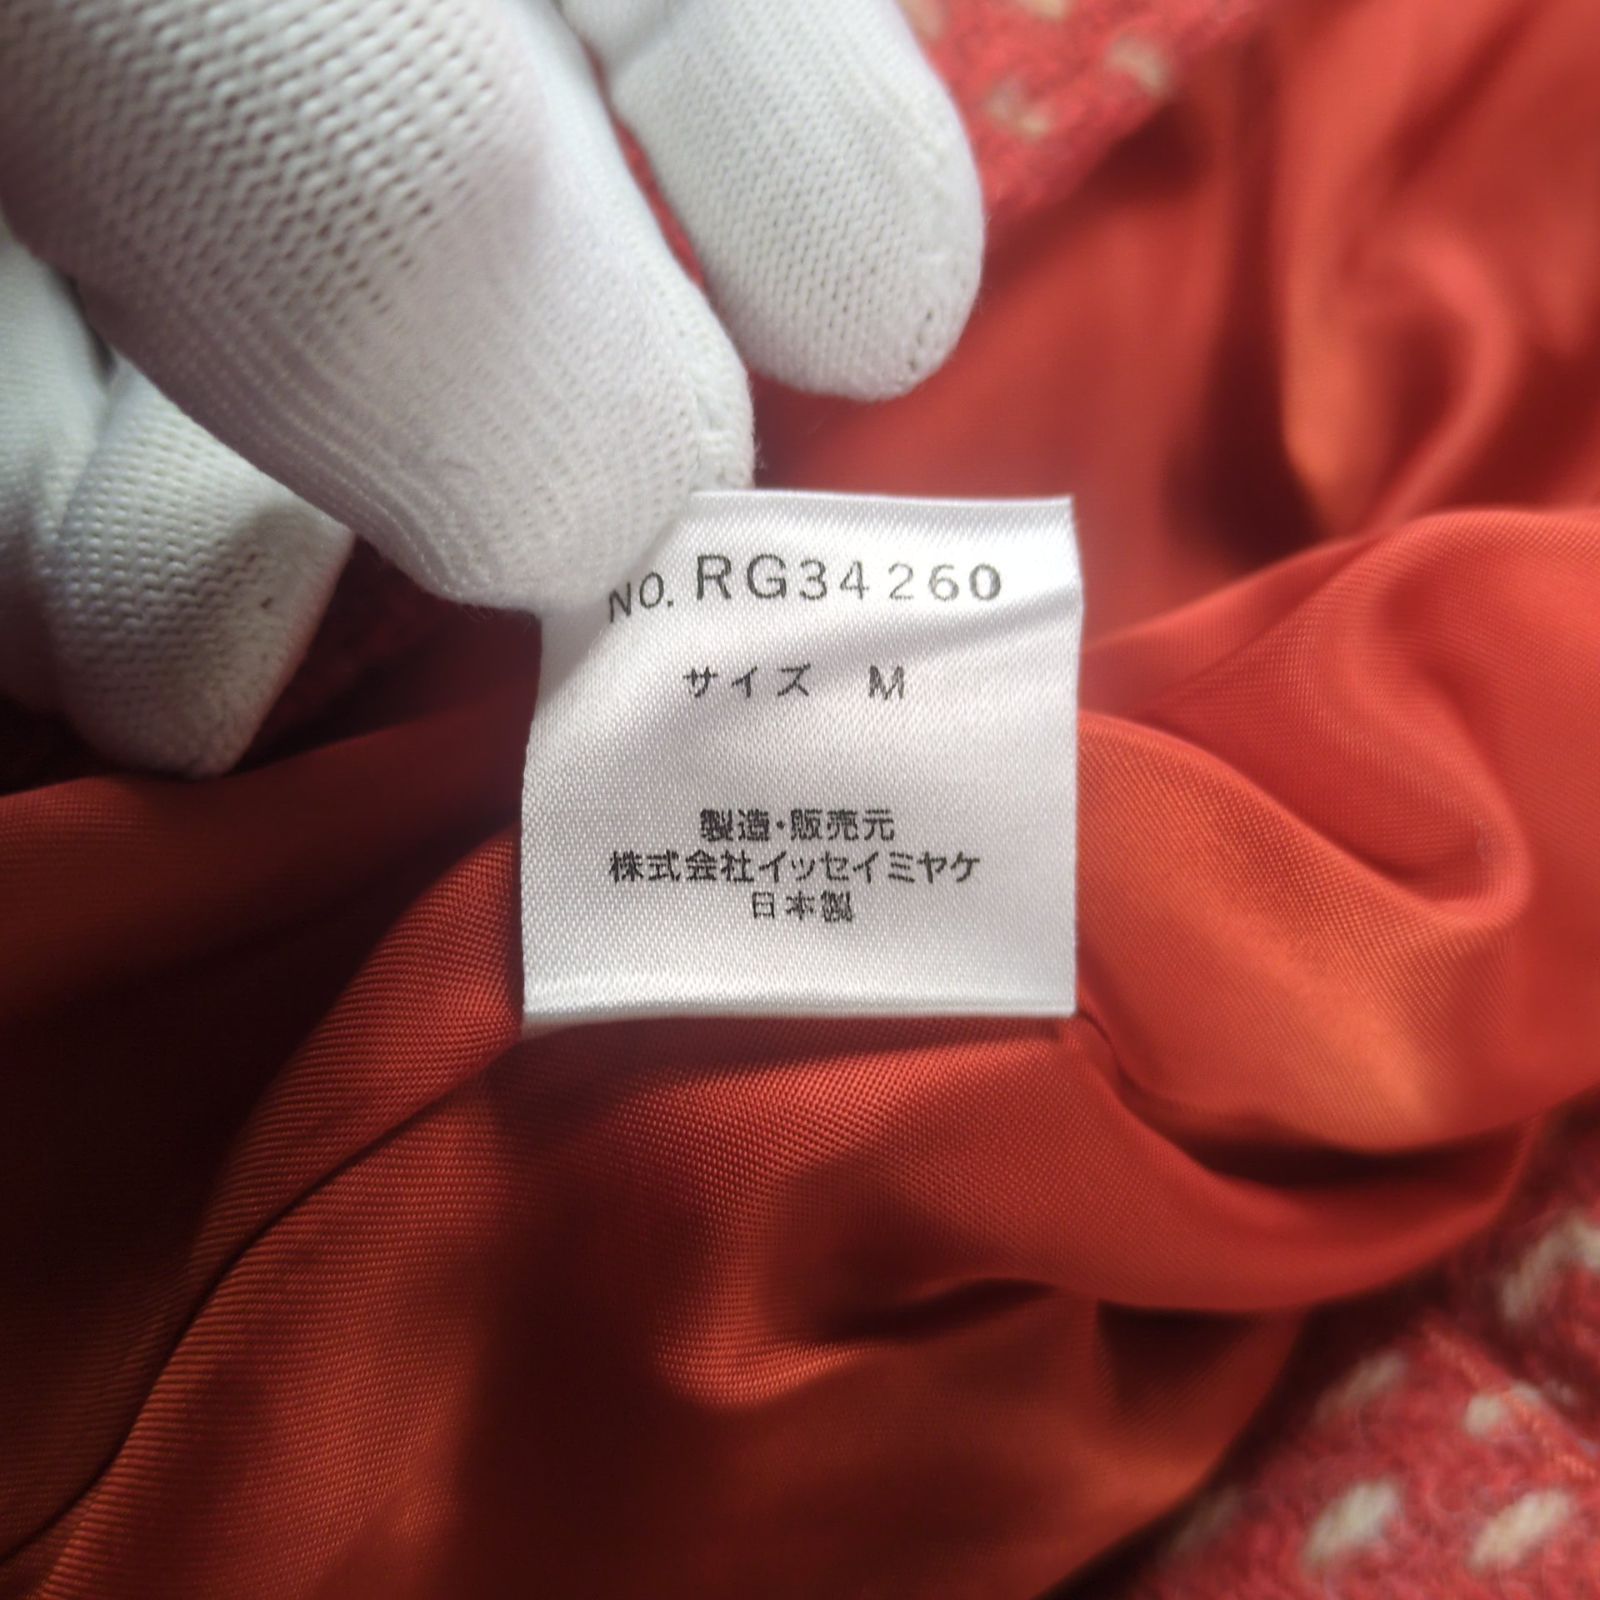 NO. RG34260
サイズ M
製造・販売元
株式会社イッセイミヤケ
日本製